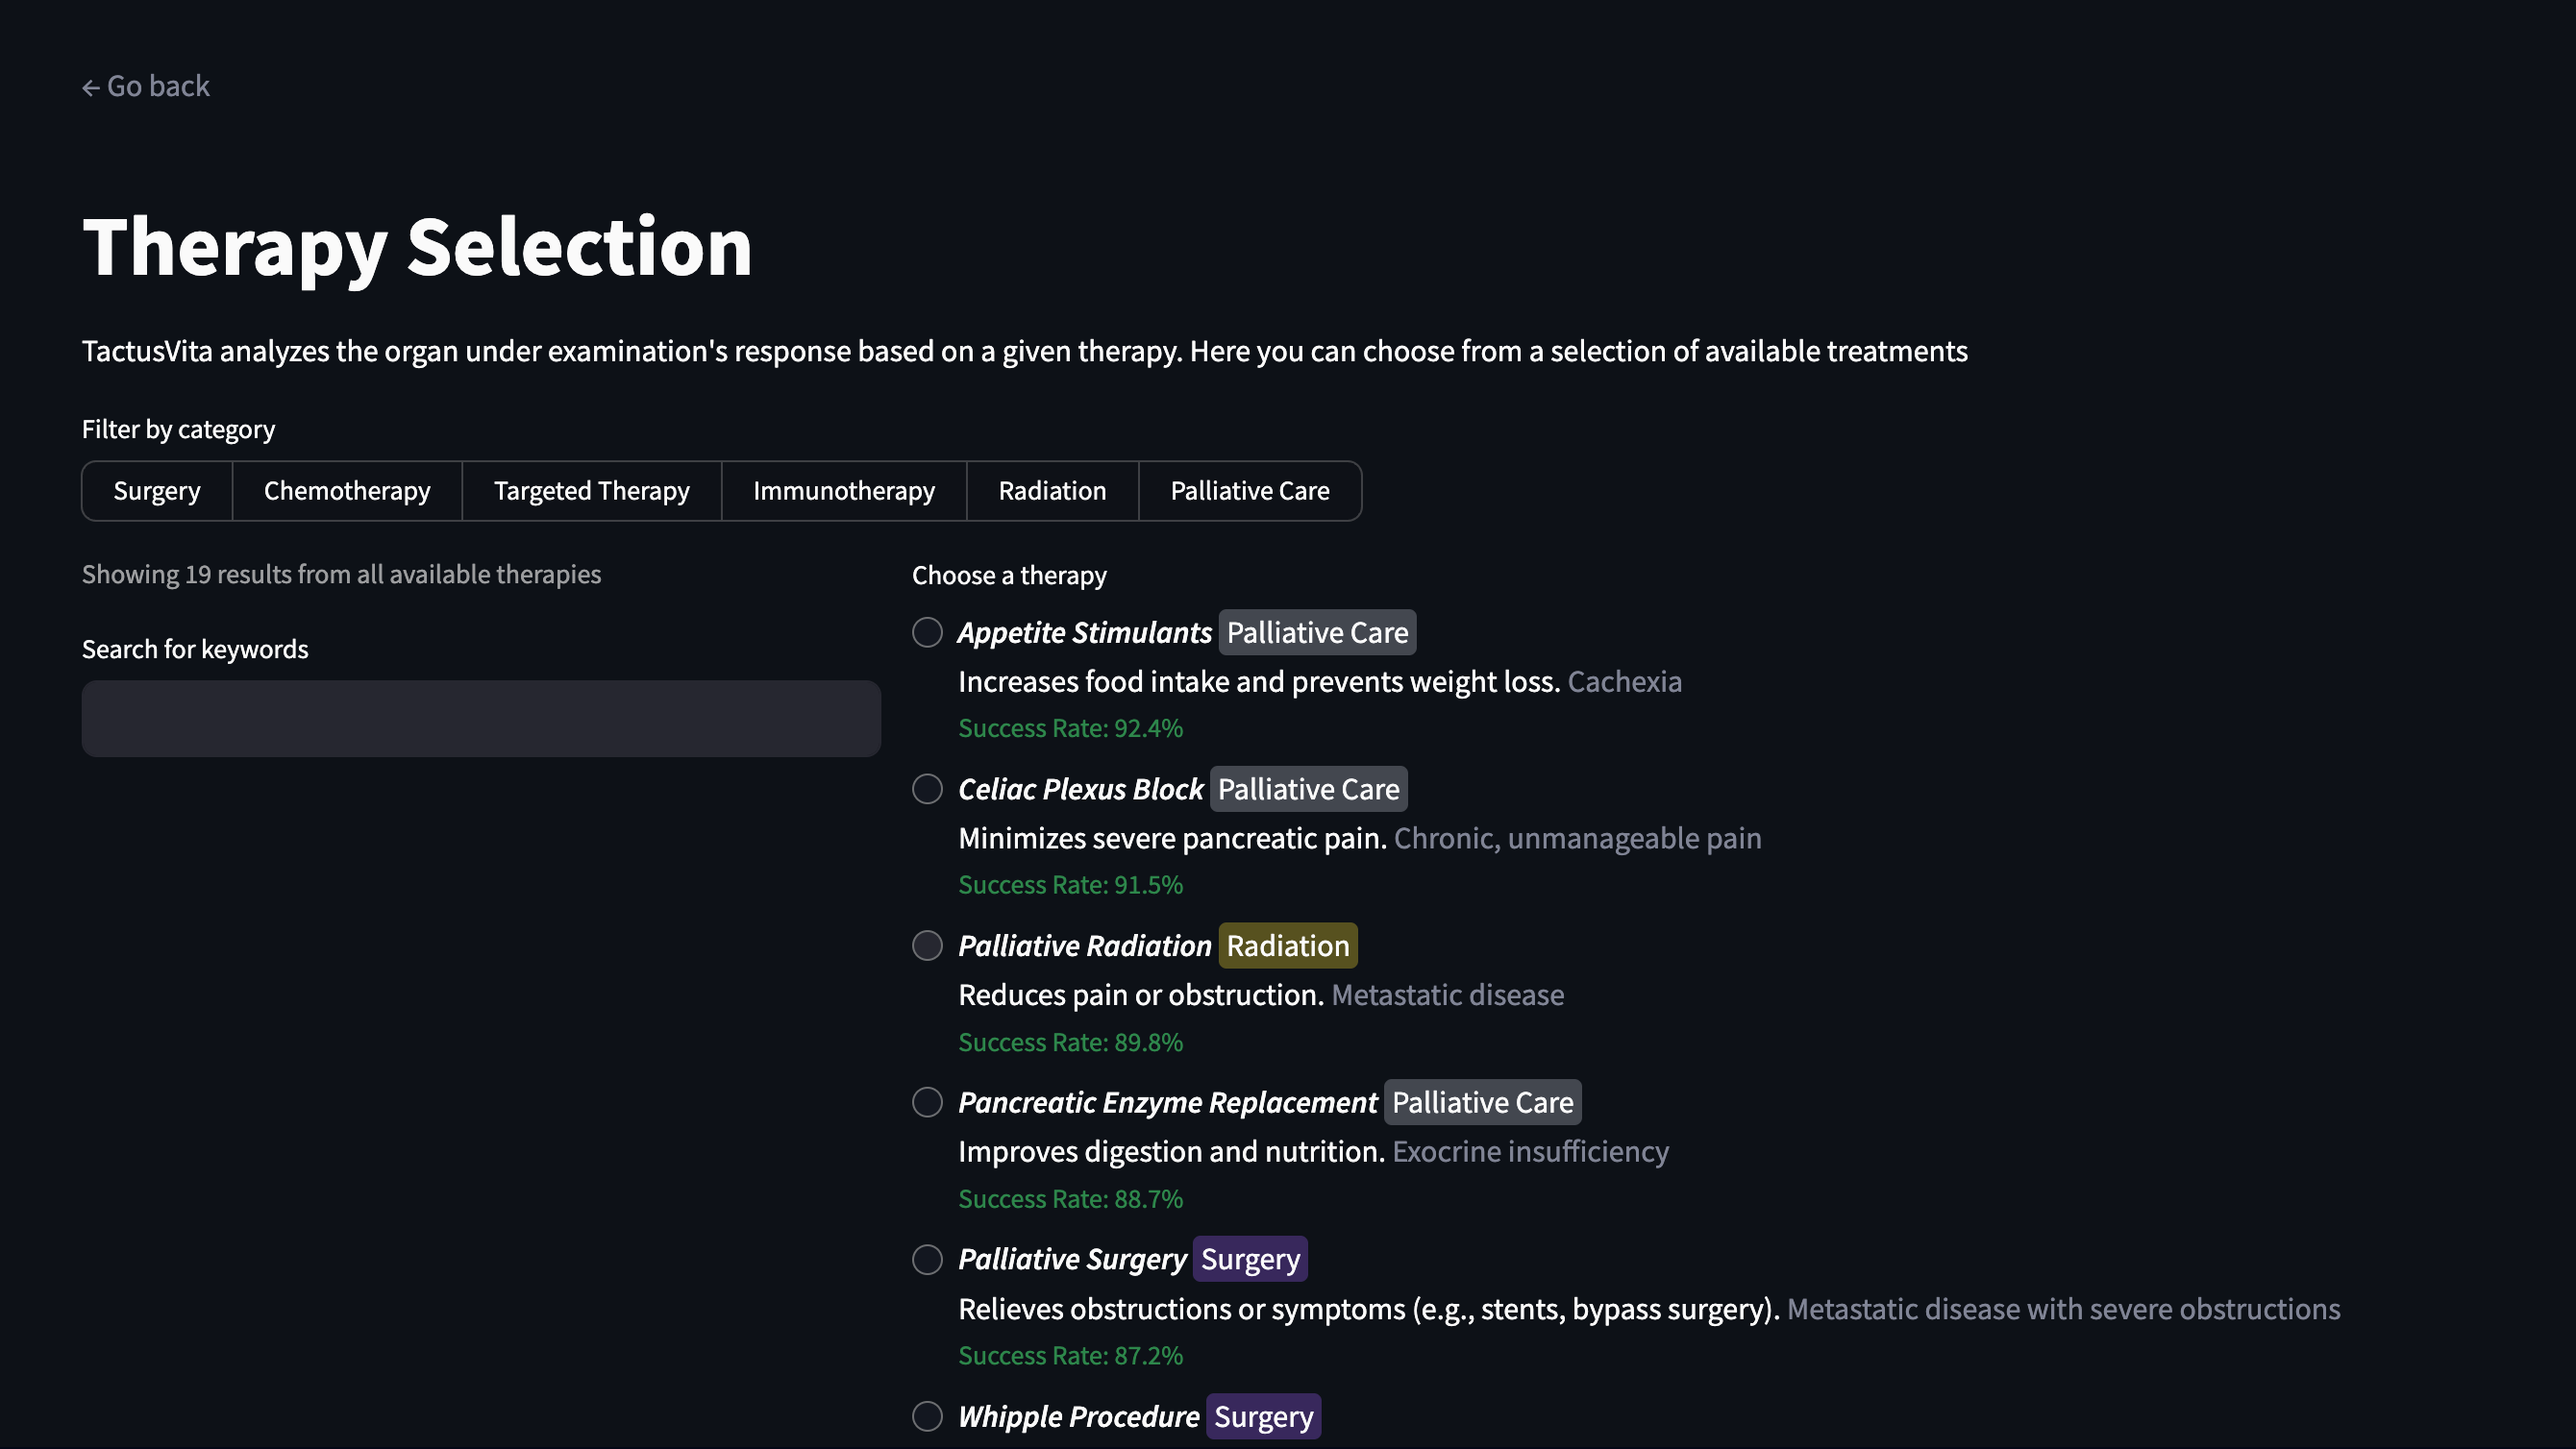 ← Go back
Therapy Selection
TactusVita analyzes the organ under examination's response based on a given therapy. Here you can choose from a selection of available treatments
Filter by category
Surgery
Chemotherapy
Targeted Therapy
Immunotherapy
Radiation
Palliative Care
Showing 19 results from all available therapies
Search for keywords
Choose a therapy
Appetite Stimulants Palliative Care
Increases food intake and prevents weight loss. Cachexia
Success Rate: 92.4%
Celiac Plexus Block Palliative Care
Minimizes severe pancreatic pain. Chronic, unmanageable pain
Success Rate: 91.5%
Palliative Radiation Radiation
Reduces pain or obstruction. Metastatic disease
Success Rate: 89.8%
Pancreatic Enzyme Replacement Palliative Care
Improves digestion and nutrition. Exocrine insufficiency
Success Rate: 88.7%
Palliative Surgery Surgery
Relieves obstructions or symptoms (e.g., stents, bypass surgery). Metastatic disease with severe obstructions
Success Rate: 87.2%
Whipple Procedure Surgery